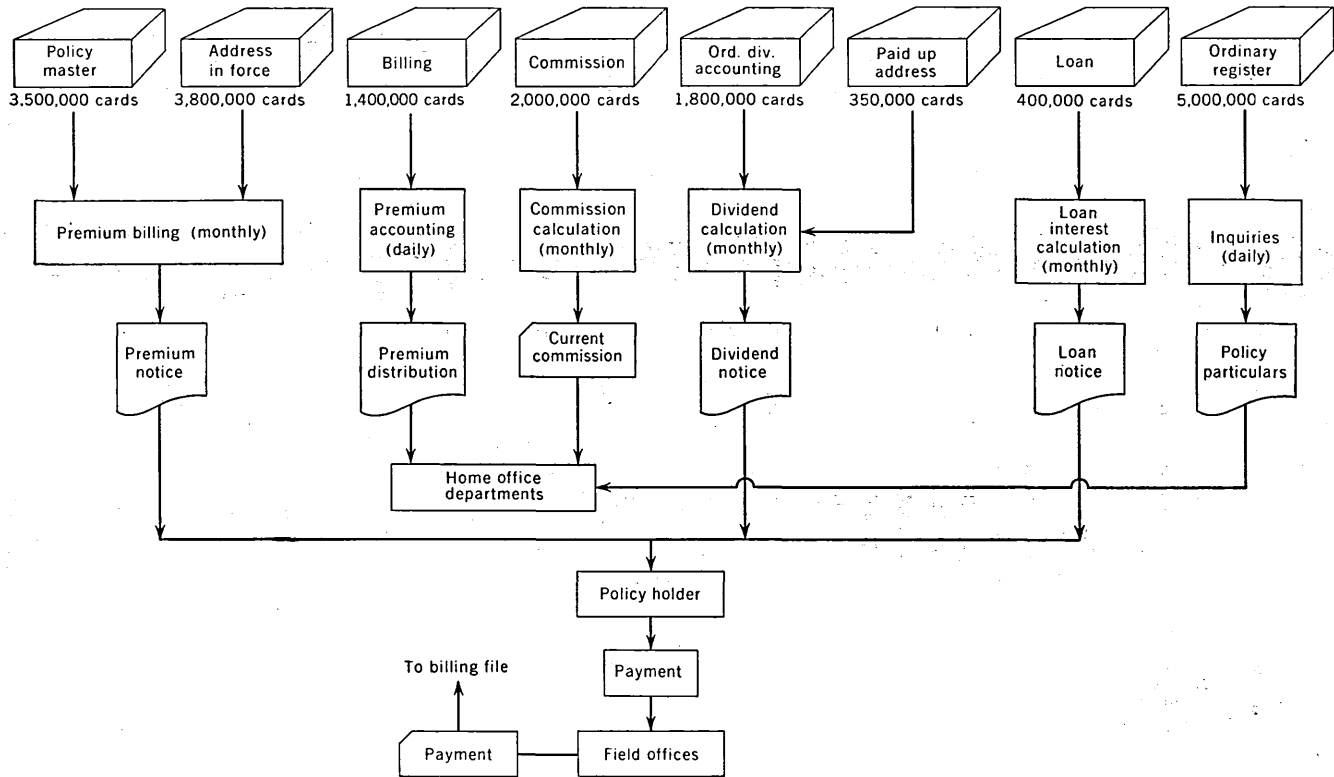 Policy
master
Address
in force
Billing
Commission
Ord. div.
accounting
Paid up
address
Loan
Ordinary
register
3,500,000 cards
3,800,000 cards
1,400,000 cards
2,000,000 cards
1,800,000 cards
350,000 cards
400,000 cards
5,000,000 cards
Premium billing (monthly)
Premium
accounting
(daily)
Commission
calculation
(monthly)
Dividend
calculation
(monthly)
Loan
interest
calculation
(monthly)
Inquiries
(daily)
Premium
notice
Premium
distribution
Current
commission
Dividend
notice
Loan
notice
Policy
particulars
Home office
departments
Policy holder
Payment
To billing file
Payment
Field offices